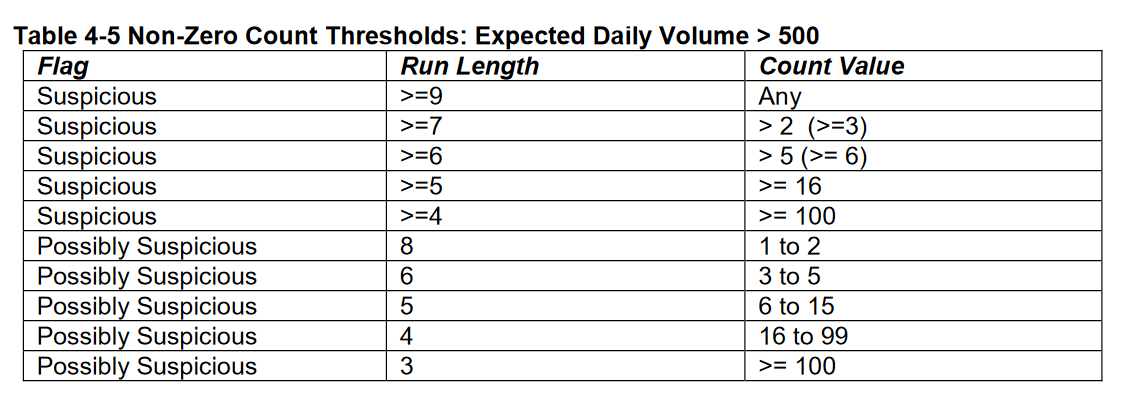 Table 4-5 Non-Zero Count Thresholds: Expected Daily Volume > 500
Flag Run Length Count Value
Suspicious >=9 Any
Suspicious >=7 > 2  (>=3)
Suspicious >=6 > 5 (>= 6)
Suspicious >=5 >= 16
Suspicious >=4 >= 100
Possibly Suspicious 8 1 to 2
Possibly Suspicious 6 3 to 5
Possibly Suspicious 5 6 to 15
Possibly Suspicious 4 16 to 99
Possibly Suspicious 3 >= 100